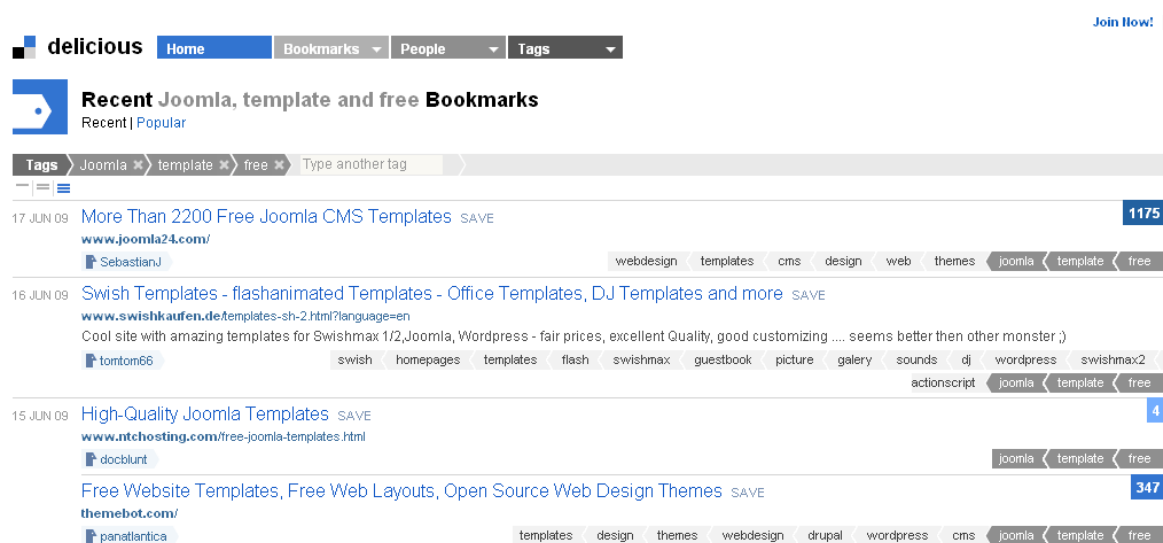 Join Now!
delicious Home Bookmarks People Tags
Recent Joomla, template and free Bookmarks
Recent | Popular
Tags Joomla template free Type another tag
17 JUN 09 More Than 2200 Free Joomla CMS Templates SAVE 1175
www.joomla24.com/
SebastianJ webdesign templates cms design web themes joomla template free
16 JUN 09 Swish Templates - flashanimated Templates - Office Templates, DJ Templates and more SAVE
www.swishkaufen.de/templates-sh-2.html?language=en
Cool site with amazing templates for Swishmax 1/2,Joomla, Wordpress - fair prices, excellent Quality, good customizing .... seems better then other monster ;)
tomtom66 swish homepages templates flash swishmax guestbook picture galery sounds dj wordpress swishmax2
actionscript joomla template free
15 JUN 09 High-Quality Joomla Templates SAVE 4
www.ntchosting.com/free-joomla-templates.html
docblunt joomla template free
Free Website Templates, Free Web Layouts, Open Source Web Design Themes SAVE 347
themebot.com/
panatlantica templates design themes webdesign drupal wordpress cms joomla template free